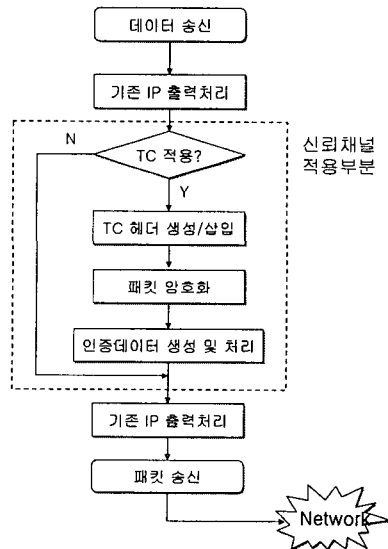 데이터 송신
기존 IP 출력처리
N
TC 적용?
신뢰채널
적용부분
Y
TC 헤더 생성/삽입
패킷 암호화
인증데이터 생성 및 처리
기존 IP 출력처리
패킷 송신
Network